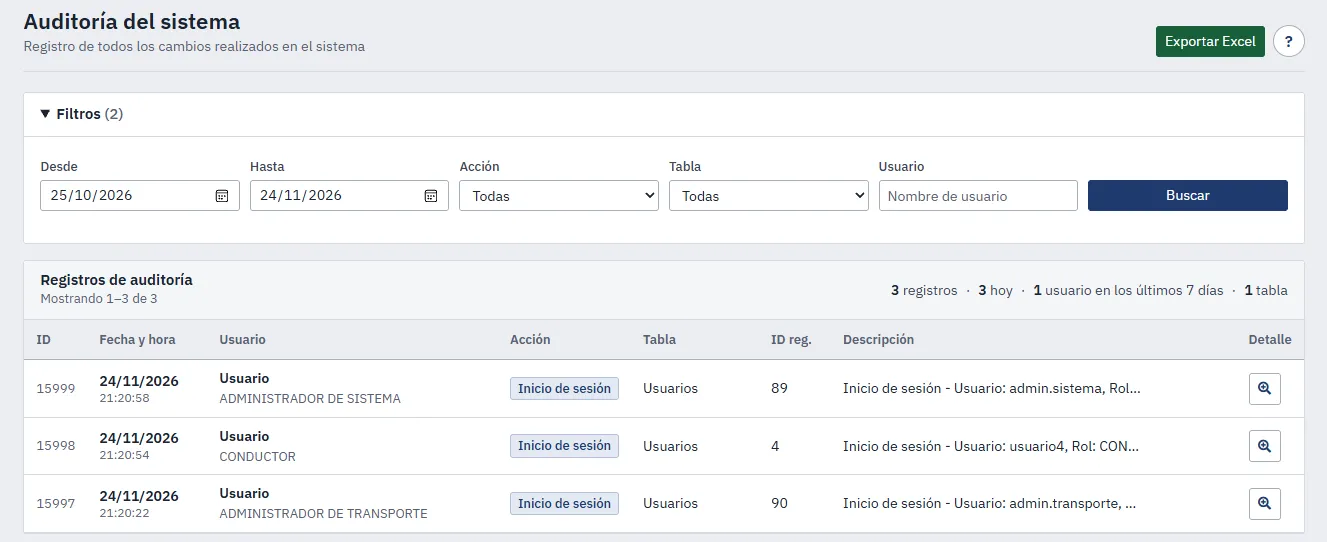 Auditoría del sistema
Registro de todos los cambios realizados en el sistema
Exportar Excel ?
▼ Filtros (2)
Desde Hasta Acción Tabla Usuario
25/10/2026 24/11/2026 Todas Todas Nombre de usuario Buscar
Registros de auditoría
Mostrando 1–3 de 3
3 registros · 3 hoy · 1 usuario en los últimos 7 días · 1 tabla
ID Fecha y hora Usuario Acción Tabla ID reg. Descripción Detalle
15999 24/11/2026 21:20:58 Usuario ADMINISTRADOR DE SISTEMA Inicio de sesión Usuarios 89 Inicio de sesión - Usuario: admin.sistema, Rol...
15998 24/11/2026 21:20:54 Usuario CONDUCTOR Inicio de sesión Usuarios 4 Inicio de sesión - Usuario: usuario4, Rol: CON...
15997 24/11/2026 21:20:22 Usuario ADMINISTRADOR DE TRANSPORTE Inicio de sesión Usuarios 90 Inicio de sesión - Usuario: admin.transporte, ...